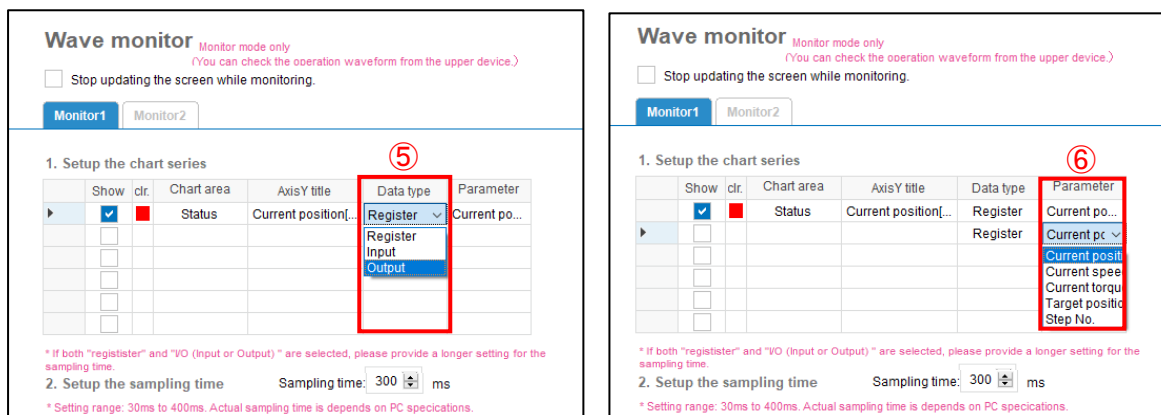 Wave monitor Monitor mode only
(You can check the operation waveform from the upper device.)
Stop updating the screen while monitoring.
Monitor1 Monitor2
⑤
1. Setup the chart series
Show clr. Chart area AxisY title Data type Parameter
Status Current position[... Register Current po...
Register
Input
Output
* If both "registister" and "I/O (Input or Output) " are selected, please provide a longer setting for the
sampling time.
2. Setup the sampling time Sampling time: 300 ms
* Setting range: 30ms to 400ms. Actual sampling time is depends on PC specications.
Wave monitor Monitor mode only
(You can check the operation waveform from the upper device.)
Stop updating the screen while monitoring.
Monitor1 Monitor2
⑥
1. Setup the chart series
Show clr. Chart area AxisY title Data type Parameter
Status Current position[... Register Current po...
Register Current pc
Current positi
Current spee
Current torqu
Target positio
Step No.
* If both "registister" and "I/O (Input or Output) " are selected, please provide a longer setting for the
sampling time.
2. Setup the sampling time Sampling time: 300 ms
* Setting range: 30ms to 400ms. Actual sampling time is depends on PC specications.